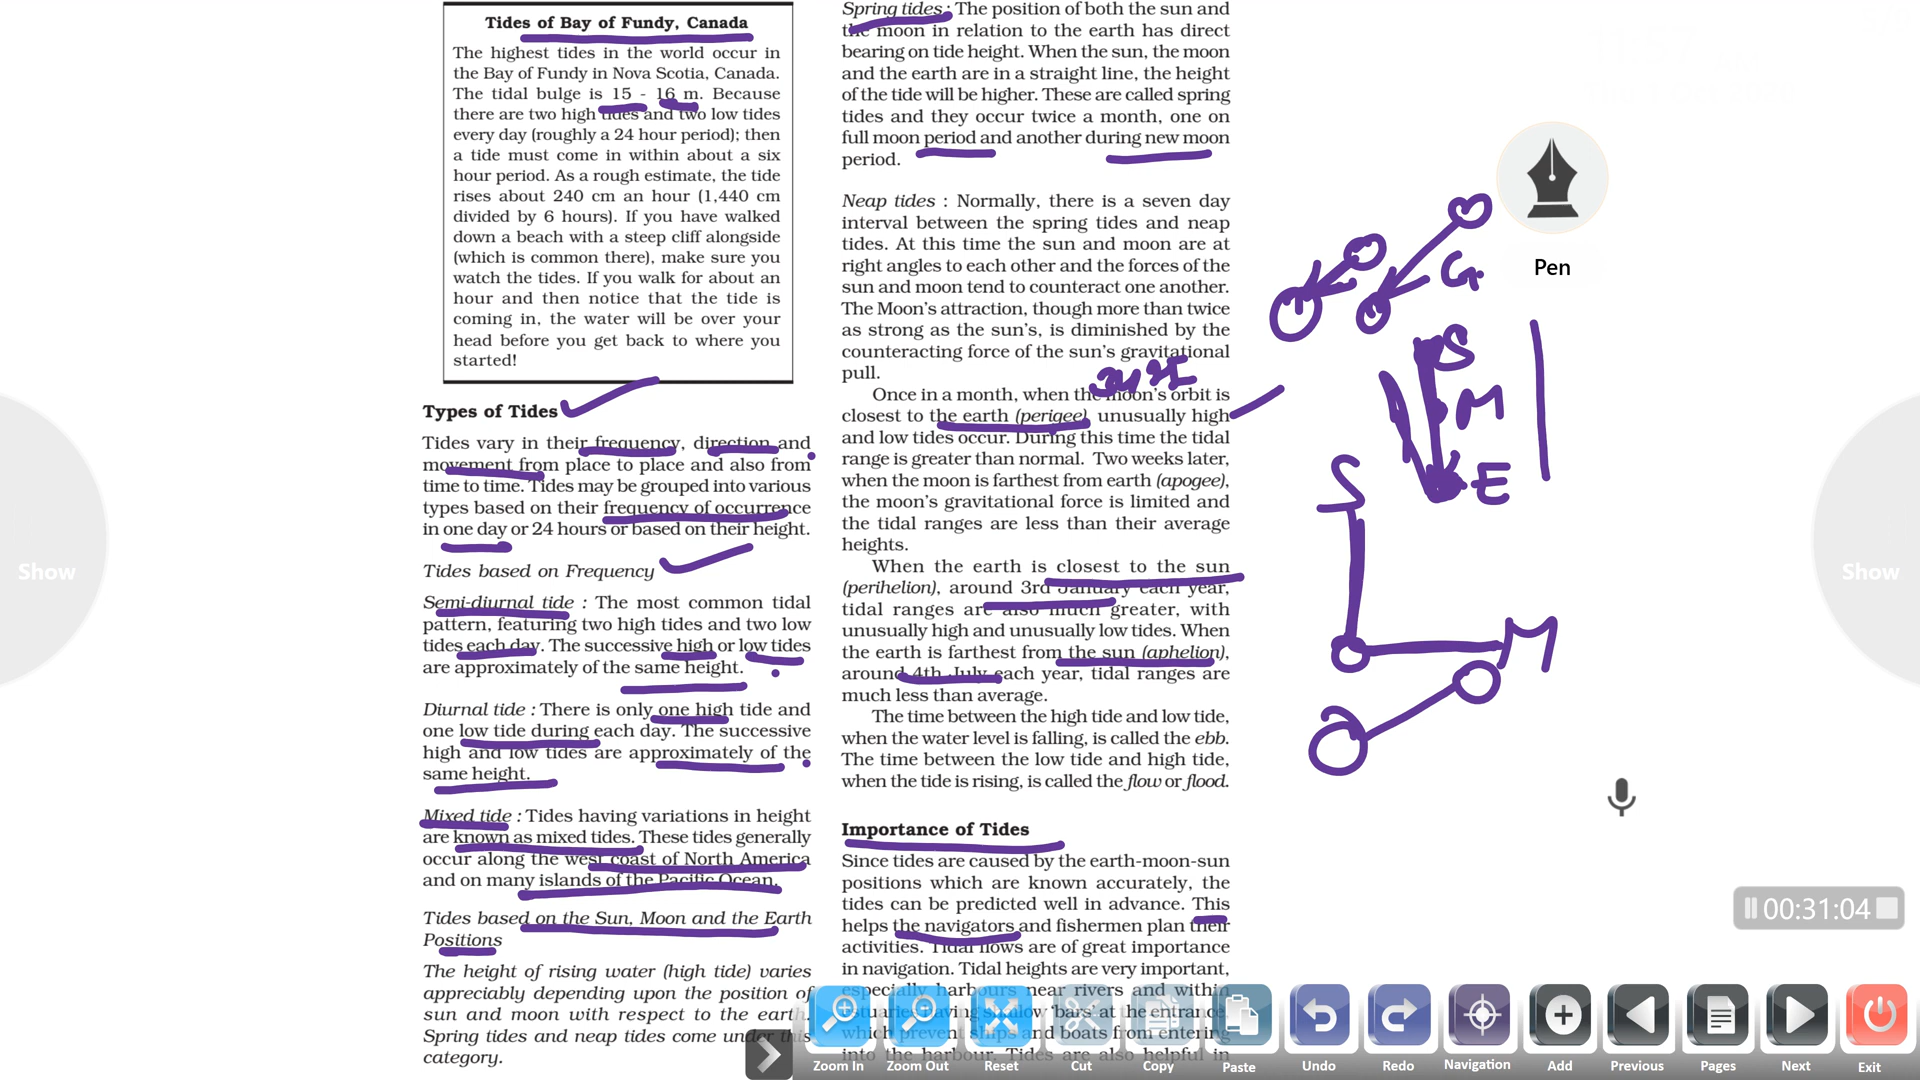 Tides of Bay of Fundy, Canada
The highest tides in the world occur in
the Bay of Fundy in Nova Scotia, Canada.
The tidal bulge is 15 - 16 m. Because
there are two high tides and two low tides
every day (roughly a 24 hour period); then
a tide must come in within about a six
hour period. As a rough estimate, the tide
rises about 240 cm an hour (1,440 cm
divided by 6 hours). If you have walked
down a beach with a steep cliff alongside
(which is common there), make sure you
watch the tides. If you walk for about an
hour and then notice that the tide is
coming in, the water will be over your
head before you get back to where you
started!
Types of Tides
Tides vary in their frequency, direction and
movement from place to place and also from
time to time. Tides may be grouped into various
types based on their frequency of occurrence
in one day or 24 hours or based on their height.
Tides based on Frequency
Semi-diurnal tide : The most common tidal
pattern, featuring two high tides and two low
tides each day. The successive high or low tides
are approximately of the same height.
Diurnal tide : There is only one high tide and
one low tide during each day. The successive
high and low tides are approximately of the
same height.
Mixed tide : Tides having variations in height
are known as mixed tides. These tides generally
occur along the west coast of North America
and on many islands of the Pacific Ocean.
Tides based on the Sun, Moon and the Earth
Positions
The height of rising water (high tide) varies
appreciably depending upon the position of
sun and moon with respect to the earth.
Spring tides and neap tides come under this
category.
Spring tides : The position of both the sun and
the moon in relation to the earth has direct
bearing on tide height. When the sun, the moon
and the earth are in a straight line, the height
of the tide will be higher. These are called spring
tides and they occur twice a month, one on
full moon period and another during new moon
period.
Neap tides : Normally, there is a seven day
interval between the spring tides and neap
tides. At this time the sun and moon are at
right angles to each other and the forces of the
sun and moon tend to counteract one another.
The Moon's attraction, though more than twice
as strong as the sun's, is diminished by the
counteracting force of the sun's gravitational
pull.
Once in a month, when the moon's orbit is
closest to the earth (perigee), unusually high
and low tides occur. During this time the tidal
range is greater than normal. Two weeks later,
when the moon is farthest from earth (apogee),
the moon's gravitational force is limited and
the tidal ranges are less than their average
heights.
When the earth is closest to the sun
(perihelion), around 3rd January each year,
tidal ranges are also much greater, with
unusually high and unusually low tides. When
the earth is farthest from the sun (aphelion),
around 4th July each year, tidal ranges are
much less than average.
The time between the high tide and low tide,
when the water level is falling, is called the ebb.
The time between the low tide and high tide,
when the tide is rising, is called the flow or flood.
Importance of Tides
Since tides are caused by the earth-moon-sun
positions which are known accurately, the
tides can be predicted well in advance. This
helps the navigators and fishermen plan their
activities. Tidal flows are of great importance
in navigation. Tidal heights are very important,
especially harbours near rivers and within
estuaries having shallow 'bars' at the entrance,
which prevent ships and boats from entering
into the harbour. Tides are also helpful in
Pen
G
S
M
E
S
M
Show
Show
00:31:04
Zoom In Zoom Out Reset Cut Copy Paste Undo Redo Navigation Add Previous Pages Next Exit